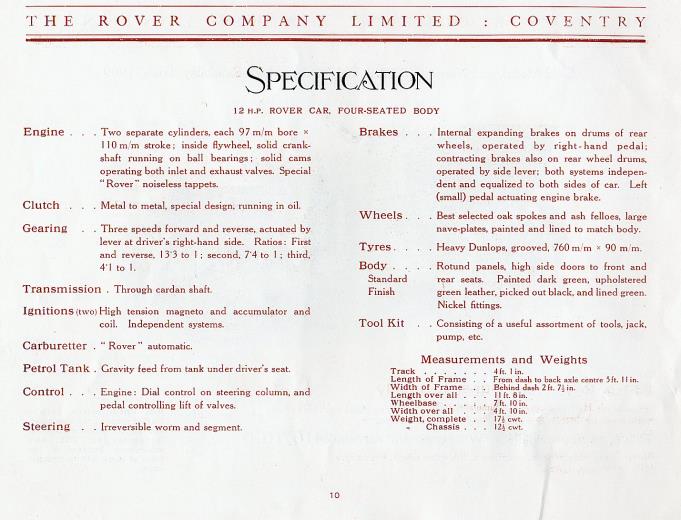 THE ROVER COMPANY LIMITED : COVENTRY
SPECIFICATION
12 H.P. ROVER CAR, FOUR-SEATED BODY
Engine . . . Two separate cylinders, each 97 m/m bore ×
110 m/m stroke; inside flywheel, solid crank-
shaft running on ball bearings; solid cams
operating both inlet and exhaust valves. Special
"Rover" noiseless tappets.
Clutch . . . Metal to metal, special design, running in oil.
Gearing . . . Three speeds forward and reverse, actuated by
lever at driver's right-hand side. Ratios: First
and reverse, 13·3 to 1; second, 7·4 to 1; third,
4·1 to 1.
Transmission . Through cardan shaft.
Ignitions (two) High tension magneto and accumulator and
coil. Independent systems.
Carburetter . "Rover" automatic.
Petrol Tank . Gravity feed from tank under driver's seat.
Control . . . Engine: Dial control on steering column, and
pedal controlling lift of valves.
Steering . . Irreversible worm and segment.
Brakes . . . Internal expanding brakes on drums of rear
wheels, operated by right-hand pedal;
contracting brakes also on rear wheel drums,
operated by side lever; both systems indepen-
dent and equalized to both sides of car. Left
(small) pedal actuating engine brake.
Wheels . . . Best selected oak spokes and ash felloes, large
nave-plates, painted and lined to match body.
Tyres . . . . Heavy Dunlops, grooved, 760 m/m × 90 m/m.
Body . . . . Rotund panels, high side doors to front and
Standard rear seats. Painted dark green, upholstered
Finish green leather, picked out black, and lined green.
Nickel fittings.
Tool Kit . . Consisting of a useful assortment of tools, jack,
pump, etc.
Measurements and Weights
Track . . . . . . . 4 ft. 1 in.
Length of Frame . . From dash to back axle centre 5 ft. 11 in.
Width of Frame . . Behind dash 2 ft. 7½ in.
Length over all . . . 11 ft. 8 in.
Wheelbase . . . . . 7 ft. 10 in.
Width over all . . . 4 ft. 10 in.
Weight, complete . . 17½ cwt.
" Chassis . . . 12½ cwt.
10